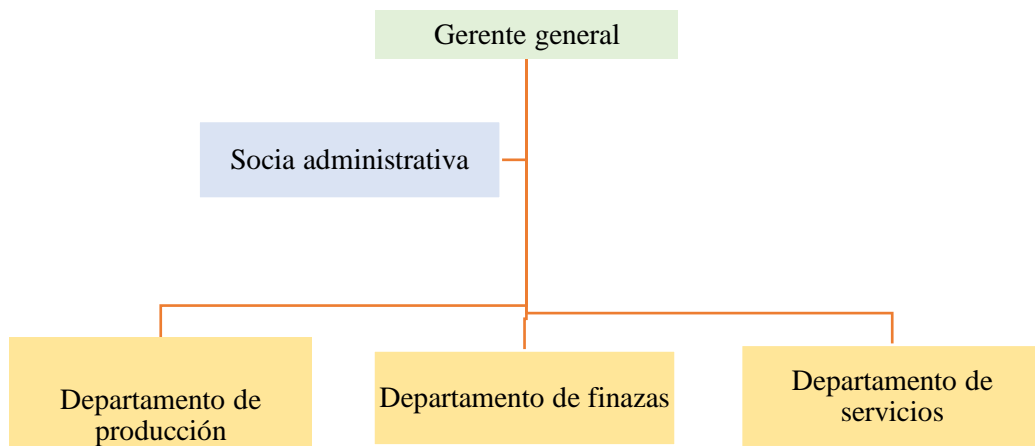 Gerente general
Socia administrativa
Departamento de
producción
Departamento de finazas
Departamento de
servicios